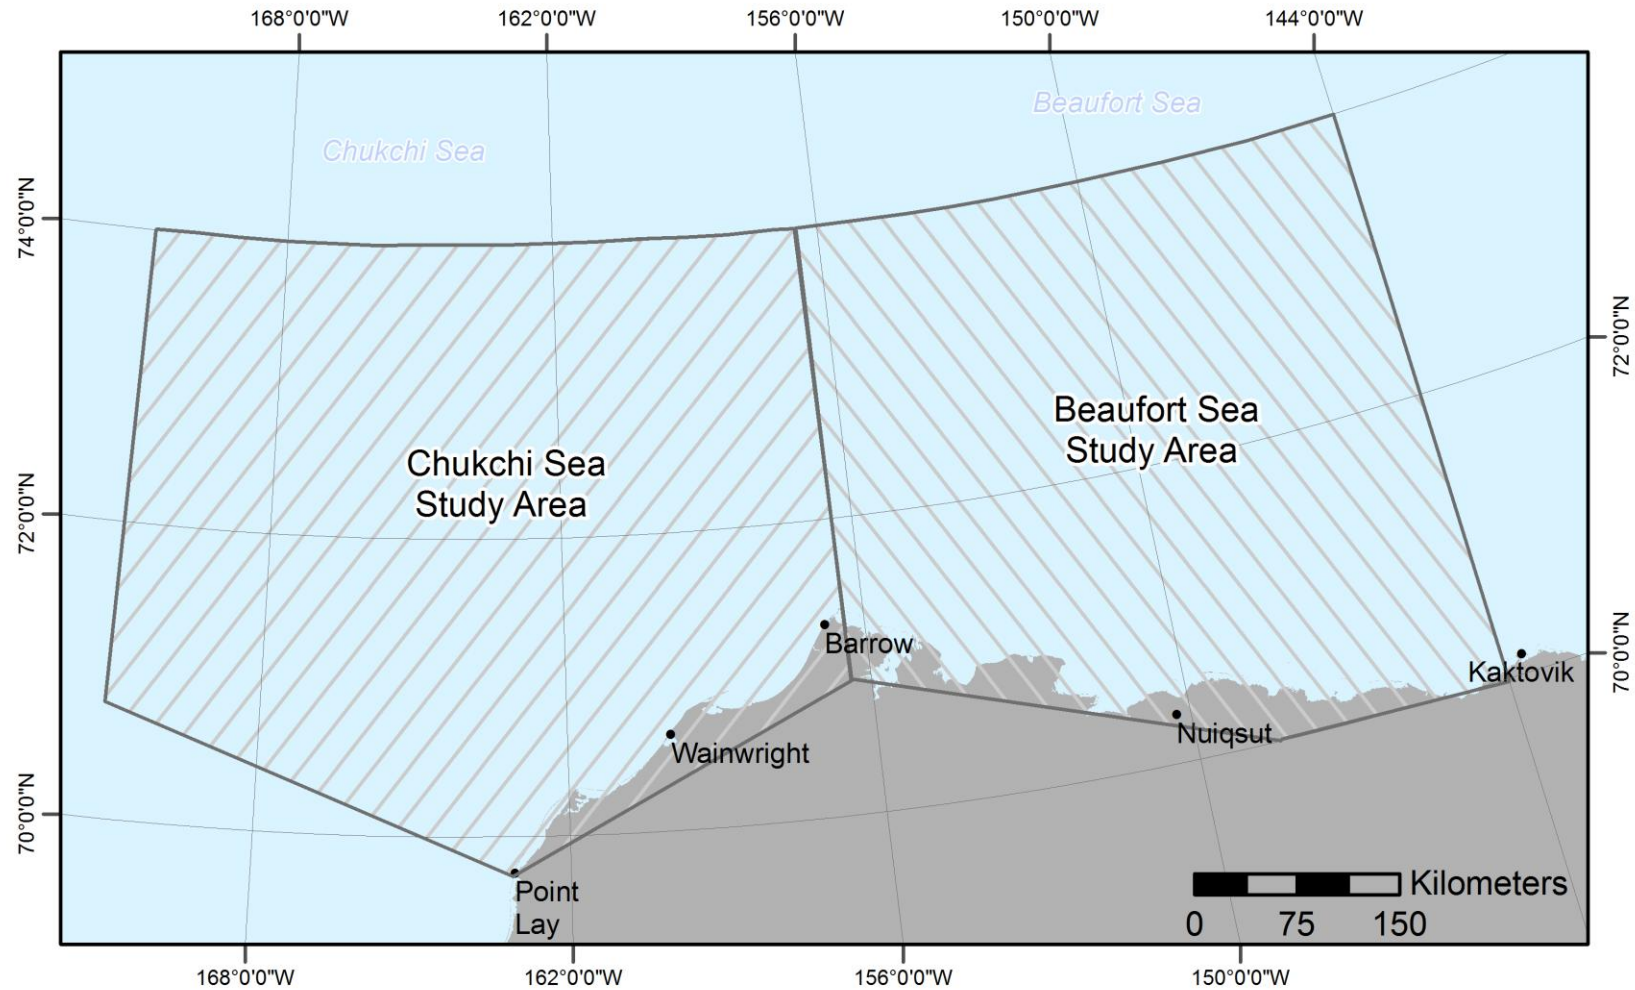 168°0'0"W 162°0'0"W 156°0'0"W 150°0'0"W 144°0'0"W
Beaufort Sea
Chukchi Sea
74°0'0"N
72°0'0"N
Beaufort Sea
Study Area
Chukchi Sea
Study Area
72°0'0"N
70°0'0"N
Barrow
Kaktovik
Nuiqsut
Wainwright
70°0'0"N
Point
Lay
Kilometers
0 75 150
168°0'0"W 162°0'0"W 156°0'0"W 150°0'0"W